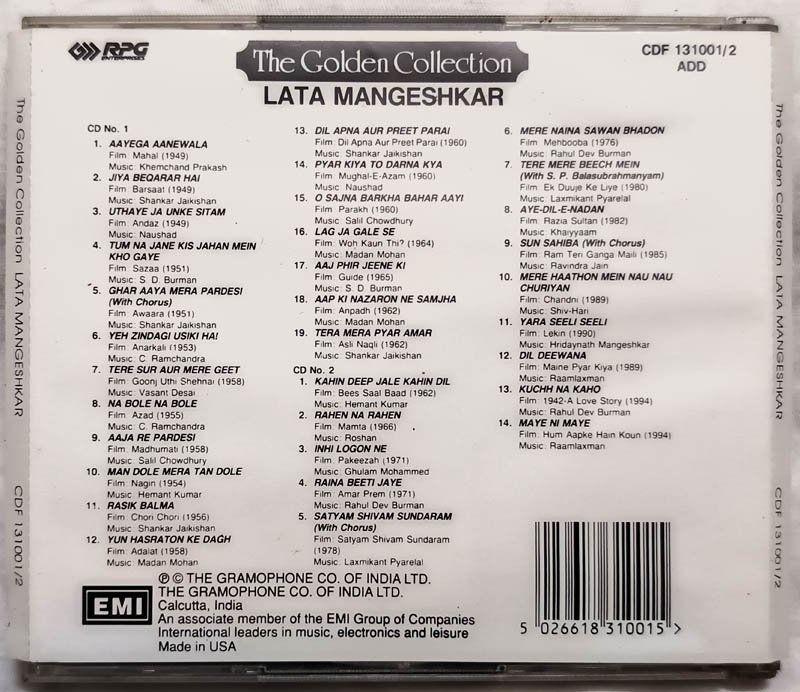 RPG
ENTERPRISES
The Golden Collection
LATA MANGESHKAR
CDF 131001/2
ADD
CD No. 1
1. AAYEGA AANEWALA
Film: Mahal (1949)
Music: Khemchand Prakash
2. JIYA BEQARAR HAI
Film: Barsaat (1949)
Music: Shankar Jaikishan
3. UTHAYE JA UNKE SITAM
Film: Andaz (1949)
Music: Naushad
4. TUM NA JANE KIS JAHAN MEIN
KHO GAYE
Film: Sazaa (1951)
Music: S. D. Burman
5. GHAR AAYA MERA PARDESI
(With Chorus)
Film: Awaara (1951)
Music: Shankar Jaikishan
6. YEH ZINDAGI USIKI HAI
Film: Anarkali (1953)
Music: C. Ramchandra
7. TERE SUR AUR MERE GEET
Film: Goonj Uthi Shehnai (1958)
Music: Vasant Desai
8. NA BOLE NA BOLE
Film: Azad (1955)
Music: C. Ramchandra
9. AAJA RE PARDESI
Film: Madhumati (1958)
Music: Salil Chowdhury
10. MAN DOLE MERA TAN DOLE
Film: Nagin (1954)
Music: Hemant Kumar
11. RASIK BALMA
Film: Chori Chori (1956)
Music: Shankar Jaikishan
12. YUN HASRATON KE DAGH
Film: Adalat (1958)
Music: Madan Mohan
13. DIL APNA AUR PREET PARAI
Film: Dil Apna Aur Preet Parai (1960)
Music: Shankar Jaikishan
14. PYAR KIYA TO DARNA KYA
Film: Mughal-E-Azam (1960)
Music: Naushad
15. O SAJNA BARKHA BAHAR AAYI
Film: Parakh (1960)
Music: Salil Chowdhury
16. LAG JA GALE SE
Film: Woh Kaun Thi? (1964)
Music: Madan Mohan
17. AAJ PHIR JEENE KI
Film: Guide (1965)
Music: S. D. Burman
18. AAP KI NAZARON NE SAMJHA
Film: Anpadh (1962)
Music: Madan Mohan
19. TERA MERA PYAR AMAR
Film: Asli Naqli (1962)
Music: Shankar Jaikishan
CD No. 2
1. KAHIN DEEP JALE KAHIN DIL
Film: Bees Saal Baad (1962)
Music: Hemant Kumar
2. RAHEN NA RAHEN
Film: Mamta (1966)
Music: Roshan
3. INHI LOGON NE
Film: Pakeezah (1971)
Music: Ghulam Mohammed
4. RAINA BEETI JAYE
Film: Amar Prem (1971)
Music: Rahul Dev Burman
5. SATYAM SHIVAM SUNDARAM
(With Chorus)
Film: Satyam Shivam Sundaram
(1978)
Music: Laxmikant Pyarelal
6. MERE NAINA SAWAN BHADON
Film: Mehbooba (1976)
Music: Rahul Dev Burman
7. TERE MERE BEECH MEIN
(With S. P. Balasubrahmanyam)
Film: Ek Duuje Ke Liye (1980)
Music: Laxmikant Pyarelal
8. AYE-DIL-E-NADAN
Film: Razia Sultan (1982)
Music: Khaiyyaam
9. SUN SAHIBA (With Chorus)
Film: Ram Teri Ganga Maili (1985)
Music: Ravindra Jain
10. MERE HAATHON MEIN NAU NAU
CHURIYAN
Film: Chandni (1989)
Music: Shiv-Hari
11. YARA SEELI SEELI
Film: Lekin (1990)
Music: Hridaynath Mangeshkar
12. DIL DEEWANA
Film: Maine Pyar Kiya (1989)
Music: Raamlaxman
13. KUCHH NA KAHO
Film: 1942-A Love Story (1994)
Music: Rahul Dev Burman
14. MAYE NI MAYE
Film: Hum Aapke Hain Koun (1994)
Music: Raamlaxman
EMI
℗ © THE GRAMOPHONE CO. OF INDIA LTD.
THE GRAMOPHONE CO. OF INDIA LTD.
Calcutta, India
An associate member of the EMI Group of Companies
International leaders in music, electronics and leisure
Made in USA
5 026618 310015 >
The Golden Collection LATA MANGESHKAR CDF 131001/2
The Golden Collection LATA MANGESHKAR CDF 131001/2